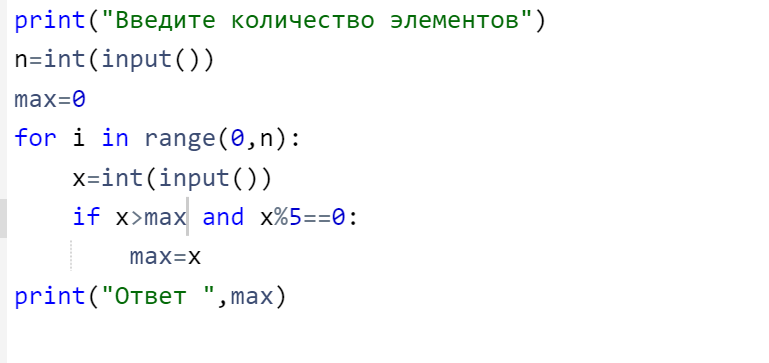 print("Введите количество элементов")
n=int(input())
max=0
for i in range(0,n):
    x=int(input())
    if x>max and x%5==0:
        max=x
print("Ответ ",max)